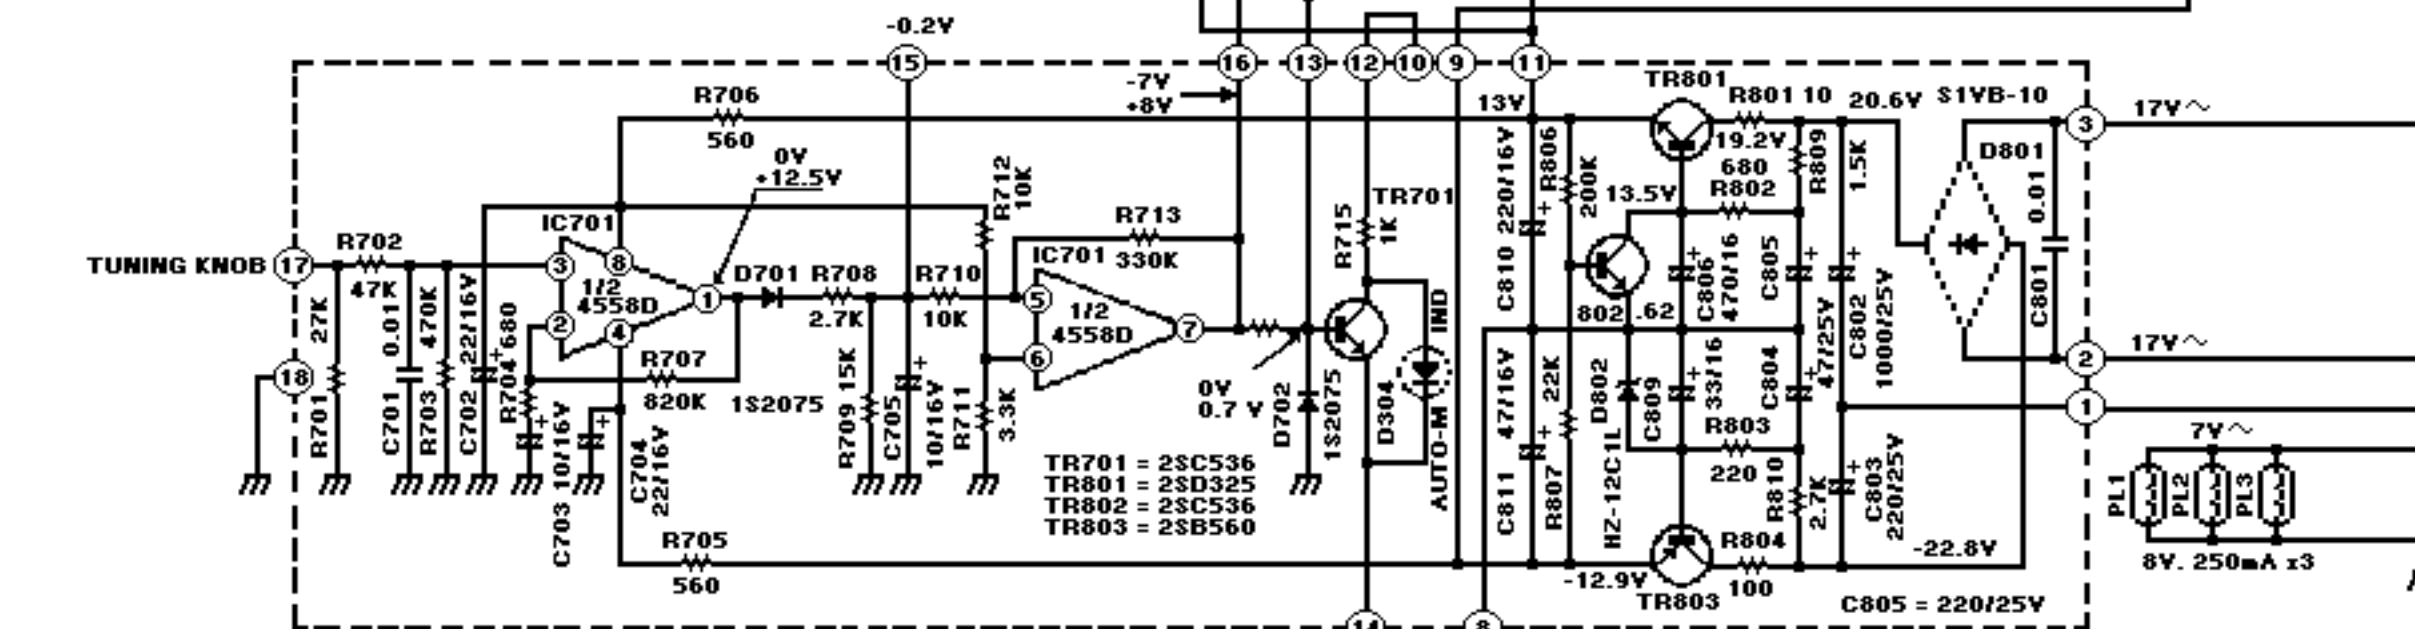 -0.2V
15
16
13
12
10
9
11
TR801
R706
560
-7V
+8V
13V
R801 10
20.6V
S1VB-10
3
17V~
0V
+12.5V
R712
10K
TR701
19.2V
680
R802
R809
1.5K
D801
0.01
C801
13.5V
R806
200K
C810 220/16V
R715
1K
TUNING KNOB
17
R702
47K
IC701
3
8
1/2
4558D
1
2
4
D701
R708
2.7K
R710
10K
R713
330K
IC701
5
1/2
4558D
7
6
27K
R701
18
C701 0.01
R703 470K
C702 22/16V
R704 680
R707
820K
1S2075
R709 15K
C705
10/16V
R711
3.3K
0V
0.7 V
D702
1S2075
D304
AUTO-M IND
802
.62
C806
470/16
C805
47/25V
C802
1000/25V
2
17V~
1
C811 47/16V
22K
R807
D802
HZ-12C1L
C809
33/16
C804
R803
220
R810
2.7K
C803
220/25V
C703 10/16V
C704
22/16V
TR701 = 2SC536
TR801 = 2SD325
TR802 = 2SC536
TR803 = 2SB560
7V~
PL1
PL2
PL3
8V. 250mA x3
R705
560
-12.9V
R804
100
-22.8V
TR803
C805 = 220/25V
14
8